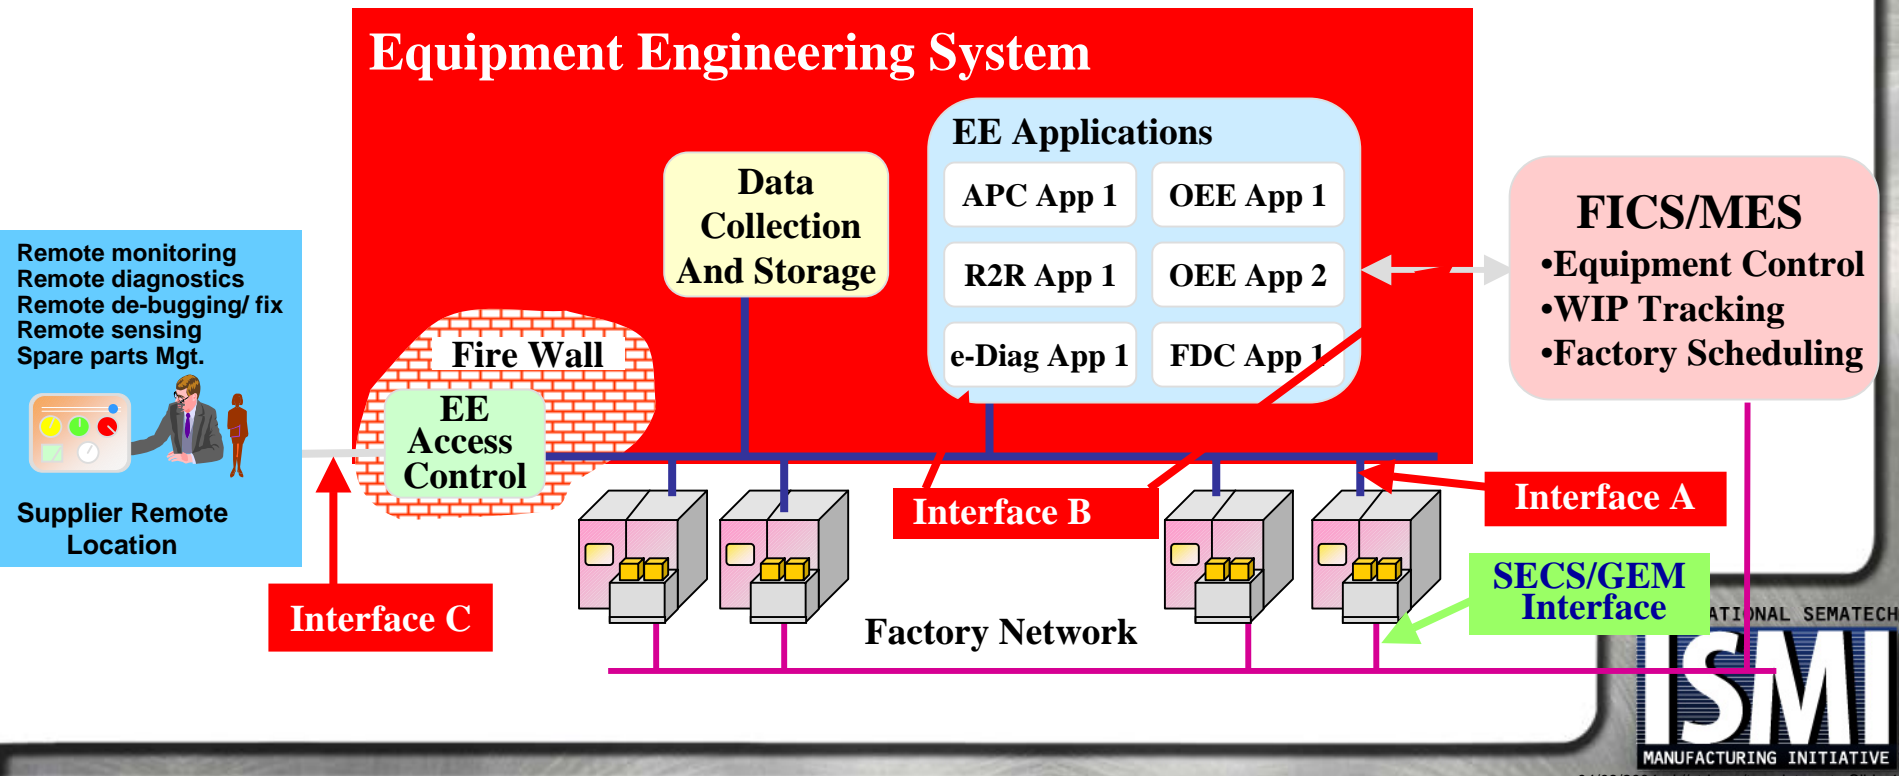 Equipment Engineering System
EE Applications
APC App 1
OEE App 1
R2R App 1
OEE App 2
e-Diag App 1
FDC App 1
Data
Collection
And Storage
FICS/MES
•Equipment Control
•WIP Tracking
•Factory Scheduling
Remote monitoring
Remote diagnostics
Remote de-bugging/ fix
Remote sensing
Spare parts Mgt.
Supplier Remote
Location
Fire Wall
EE
Access
Control
Interface B
Interface A
Interface C
SECS/GEM
Interface
Factory Network
SEMATECH
ISMI
MANUFACTURING INITIATIVE